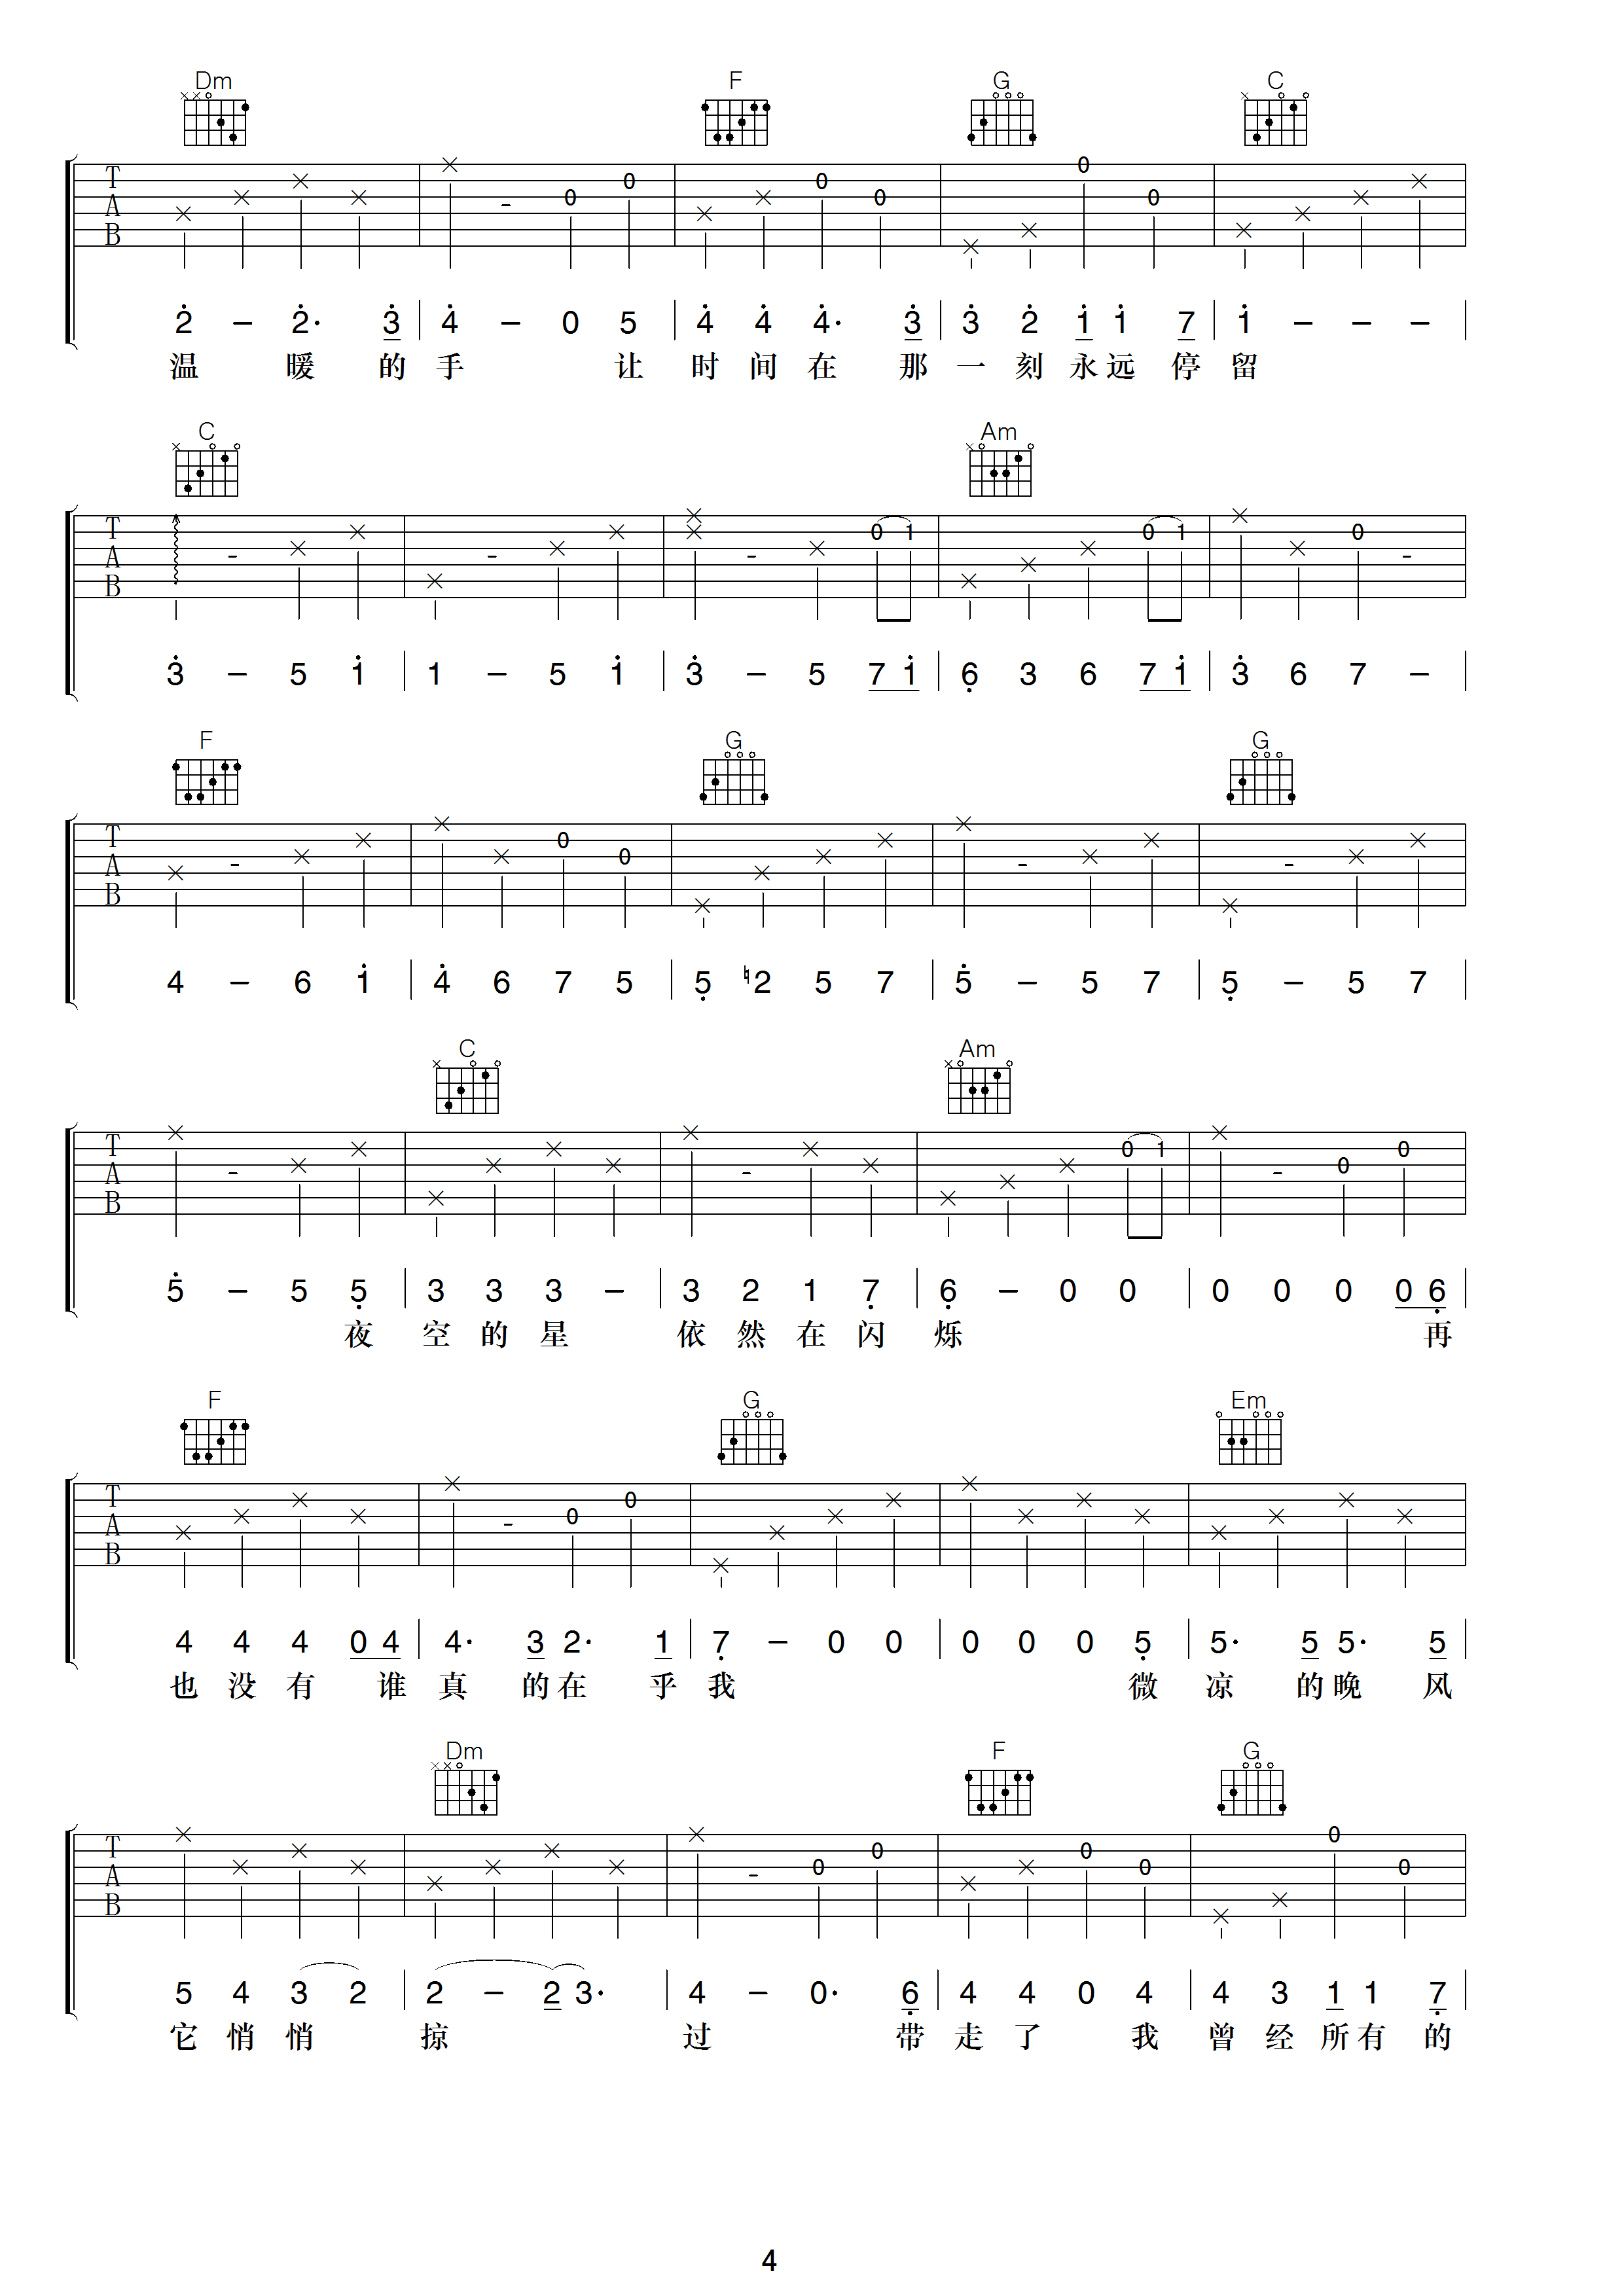 Dm F G C
T A B × × × × × - 0 0 × × 0 0 × × 0 0 × × × ×
2 - 2· 3 4 - 0 5 4 4 4· 3 3 2 1 1 7 1 - - -
温 暖 的 手 让 时 间 在 那 一 刻 永 远 停 留
C Am
T A B - × × × - × × × × - × 0 1 × × × 0 1 × × 0 -
3 - 5 1 1 - 5 1 3 - 5 7 1 6 3 6 7 1 3 6 7 -
F G G
T A B × - × × × × 0 0 × × × × × - × × × - × ×
4 - 6 1 4 6 7 5 5 ♮2 5 7 5 - 5 7 5 - 5 7
C Am
T A B × - × × × × × × × - × × × × × 0 1 × - 0 0
5 - 5 5 3 3 3 - 3 2 1 7 6 - 0 0 0 0 0 0 6
夜 空 的 星 依 然 在 闪 烁 再
F G Em
T A B × × × × × - 0 0 × × × × × × × × × × × ×
4 4 4 0 4 4· 3 2· 1 7 - 0 0 0 0 0 5 5· 5 5· 5
也 没 有 谁 真 的 在 乎 我 微 凉 的 晚 风
Dm F G
T A B × × × × × × × × × - 0 0 × × 0 0 × × 0 0
5 4 3 2 2 - 2 3· 4 - 0· 6 4 4 0 4 4 3 1 1 7
它 悄 悄 掠 过 带 走 了 我 曾 经 所 有 的
4